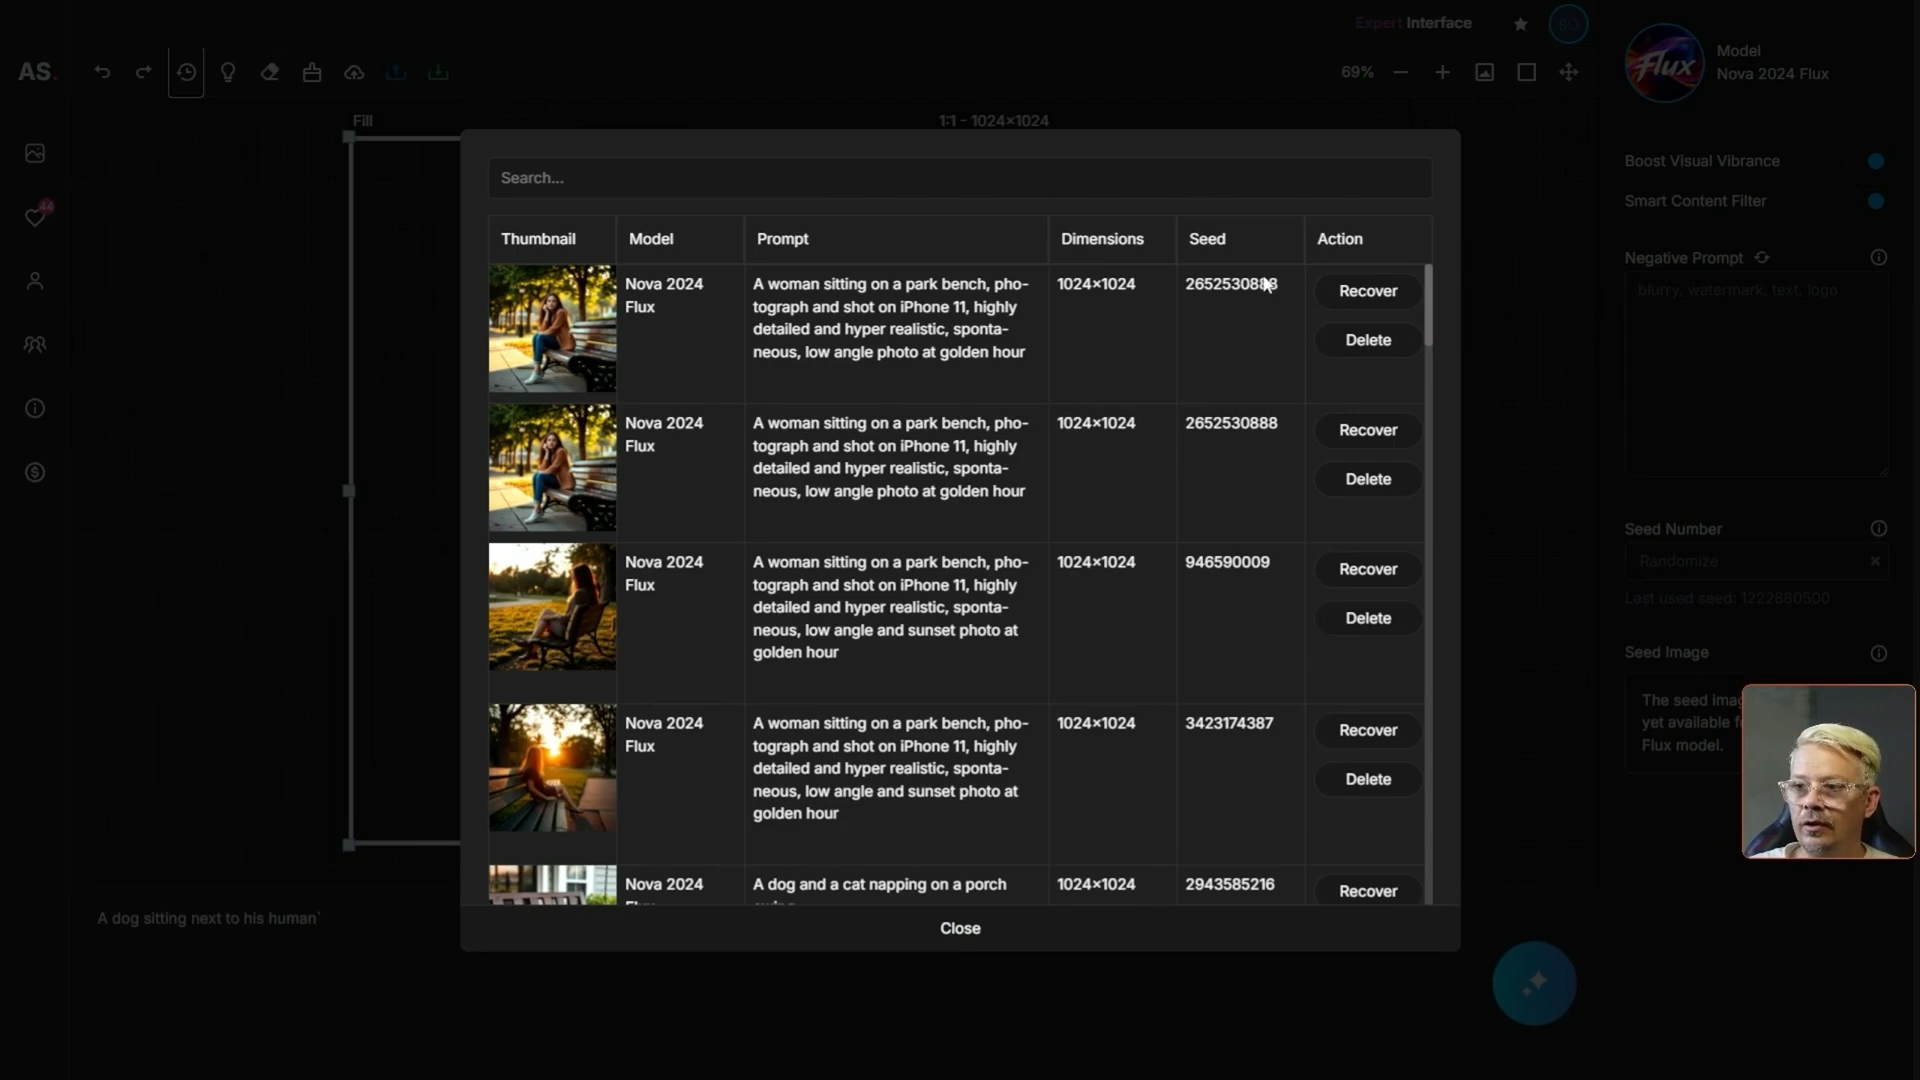 Expert Interface
AS.
69%
Flux
Model
Nova 2024 Flux
Fill
1:1 - 1024×1024
Search...
Thumbnail Model Prompt Dimensions Seed Action
Nova 2024
Flux
A woman sitting on a park bench, pho-
tograph and shot on iPhone 11, highly
detailed and hyper realistic, sponta-
neous, low angle photo at golden hour
1024×1024
2652530888
Recover
Delete
Nova 2024
Flux
A woman sitting on a park bench, pho-
tograph and shot on iPhone 11, highly
detailed and hyper realistic, sponta-
neous, low angle photo at golden hour
1024×1024
2652530888
Recover
Delete
Nova 2024
Flux
A woman sitting on a park bench, pho-
tograph and shot on iPhone 11, highly
detailed and hyper realistic, sponta-
neous, low angle and sunset photo at
golden hour
1024×1024
946590009
Recover
Delete
Nova 2024
Flux
A woman sitting on a park bench, pho-
tograph and shot on iPhone 11, highly
detailed and hyper realistic, sponta-
neous, low angle and sunset photo at
golden hour
1024×1024
3423174387
Recover
Delete
Nova 2024
A dog and a cat napping on a porch
1024×1024
2943585216
Recover
Close
44
A dog sitting next to his human`
Boost Visual Vibrance
Smart Content Filter
Negative Prompt
blurry, watermark, text, logo
Seed Number
Randomize
Last used seed: 1222880500
Seed Image
The seed
yet available
Flux model.